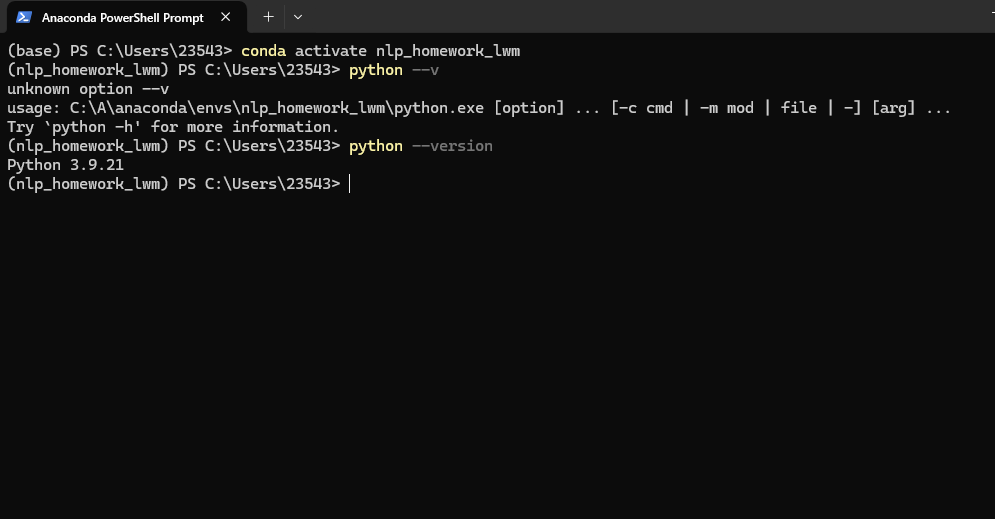 Anaconda PowerShell Prompt
(base) PS C:\Users\23543> conda activate nlp_homework_lwm
(nlp_homework_lwm) PS C:\Users\23543> python --v
unknown option --v
usage: C:\A\anaconda\envs\nlp_homework_lwm\python.exe [option] ... [-c cmd | -m mod | file | -] [arg] ...
Try `python -h' for more information.
(nlp_homework_lwm) PS C:\Users\23543> python --version
Python 3.9.21
(nlp_homework_lwm) PS C:\Users\23543>